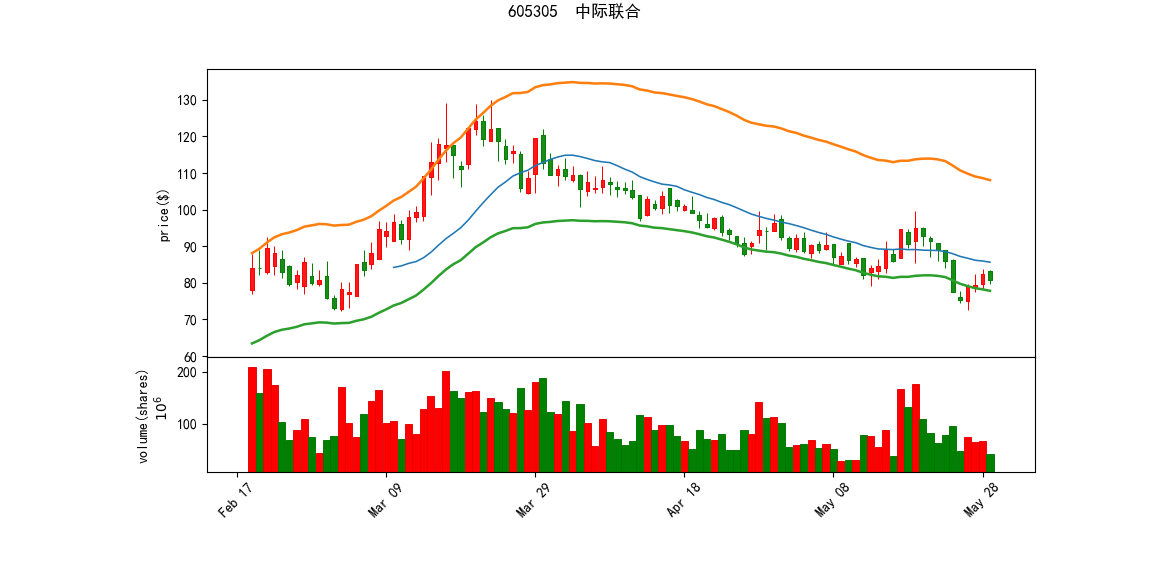 605305 中际联合
130
120
110
100
90
80
70
60
price($)
200
100
volume(shares)
10^6
Feb 17
Mar 09
Mar 29
Apr 18
May 08
May 28